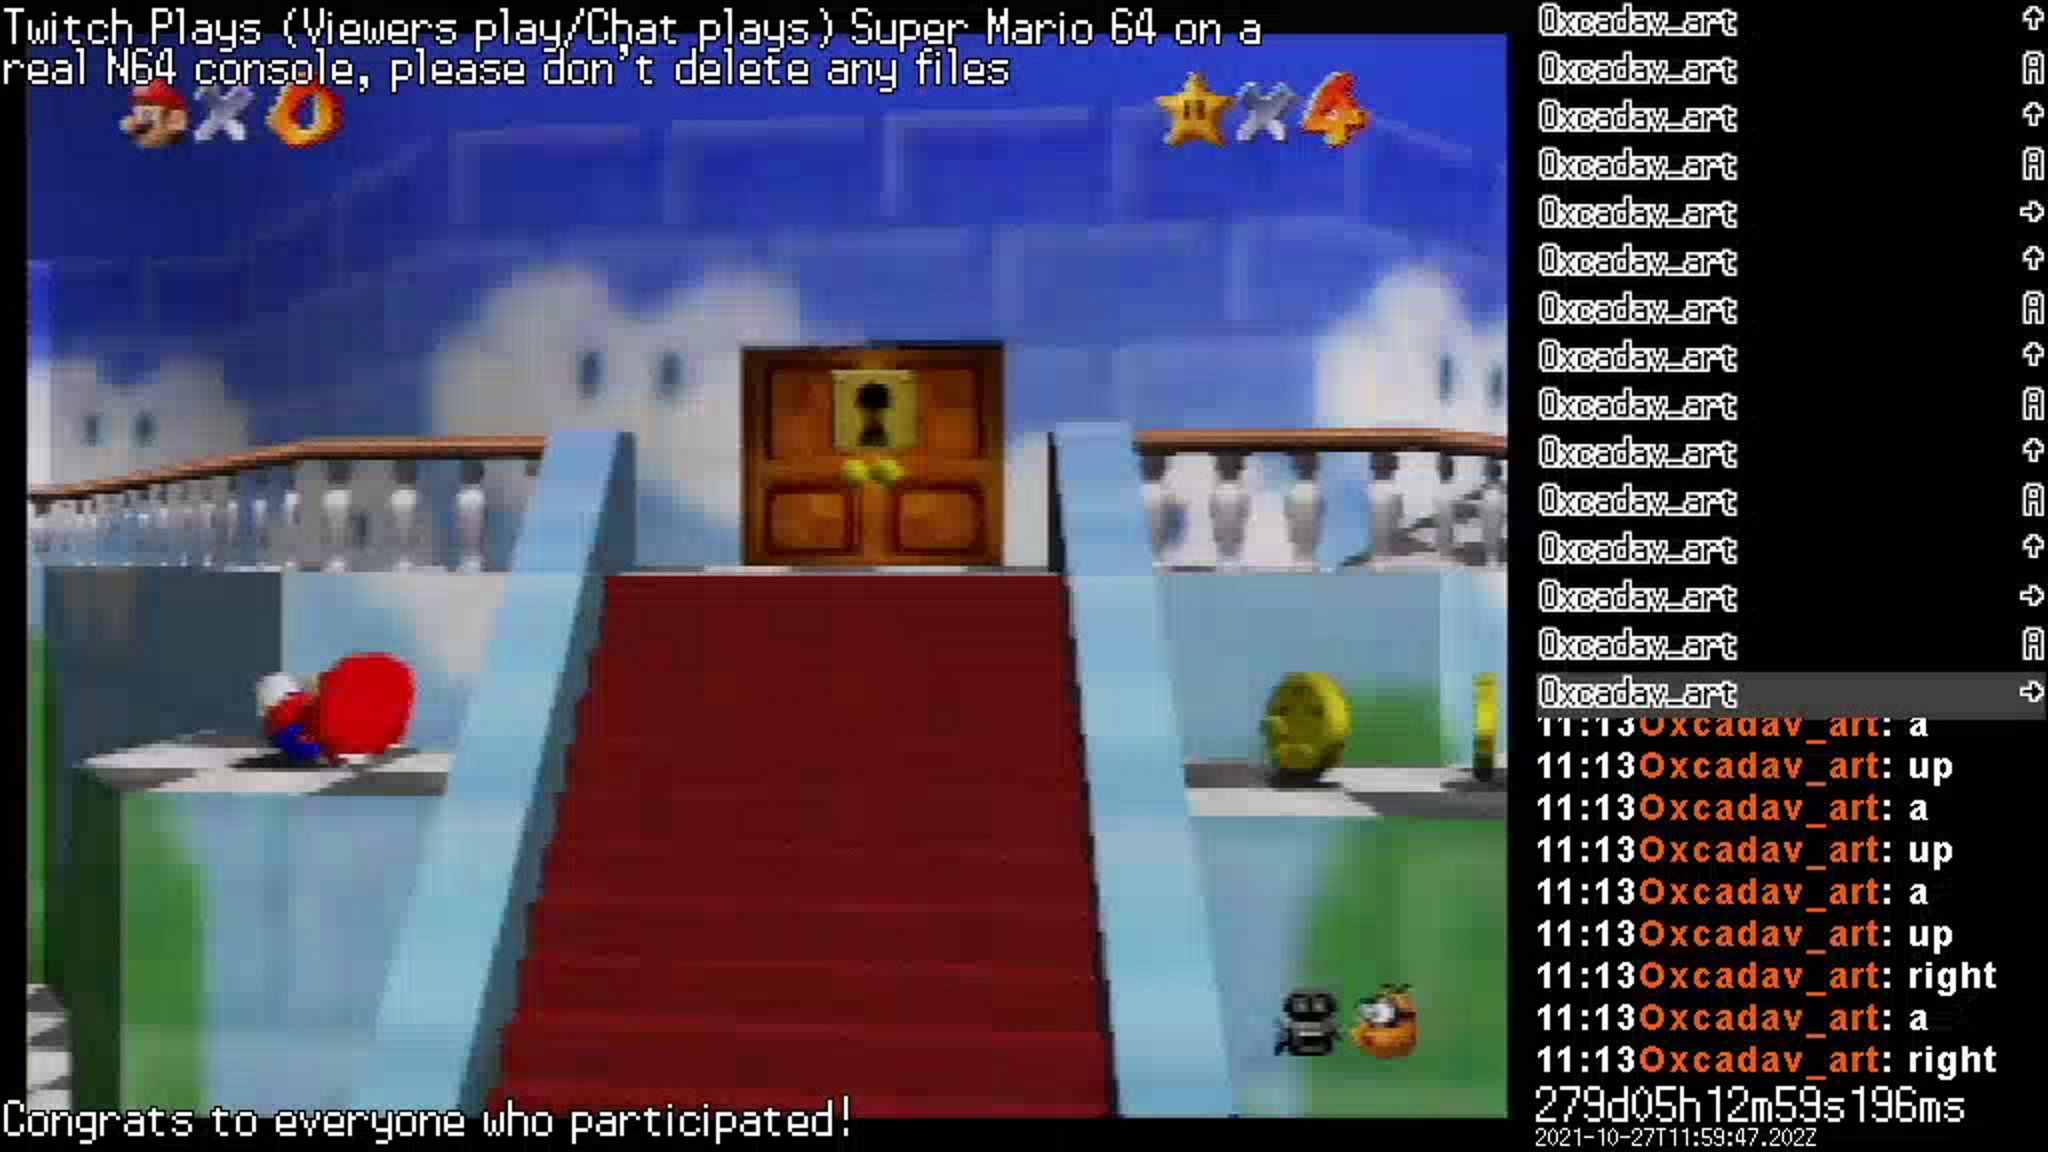 Twitch Plays (Viewers play/Chat plays) Super Mario 64 on a
real N64 console, please don't delete any files
0
4
Congrats to everyone who participated!
0xcadav_art ↑
0xcadav_art A
0xcadav_art ↑
0xcadav_art A
0xcadav_art →
0xcadav_art ↑
0xcadav_art A
0xcadav_art ↑
0xcadav_art A
0xcadav_art ↑
0xcadav_art A
0xcadav_art ↑
0xcadav_art →
0xcadav_art A
0xcadav_art →
11:13 0xcadav_art: a
11:13 0xcadav_art: up
11:13 0xcadav_art: a
11:13 0xcadav_art: up
11:13 0xcadav_art: a
11:13 0xcadav_art: up
11:13 0xcadav_art: right
11:13 0xcadav_art: a
11:13 0xcadav_art: right
279d05h12m59s196ms
2021-10-27T11:59:47.202Z